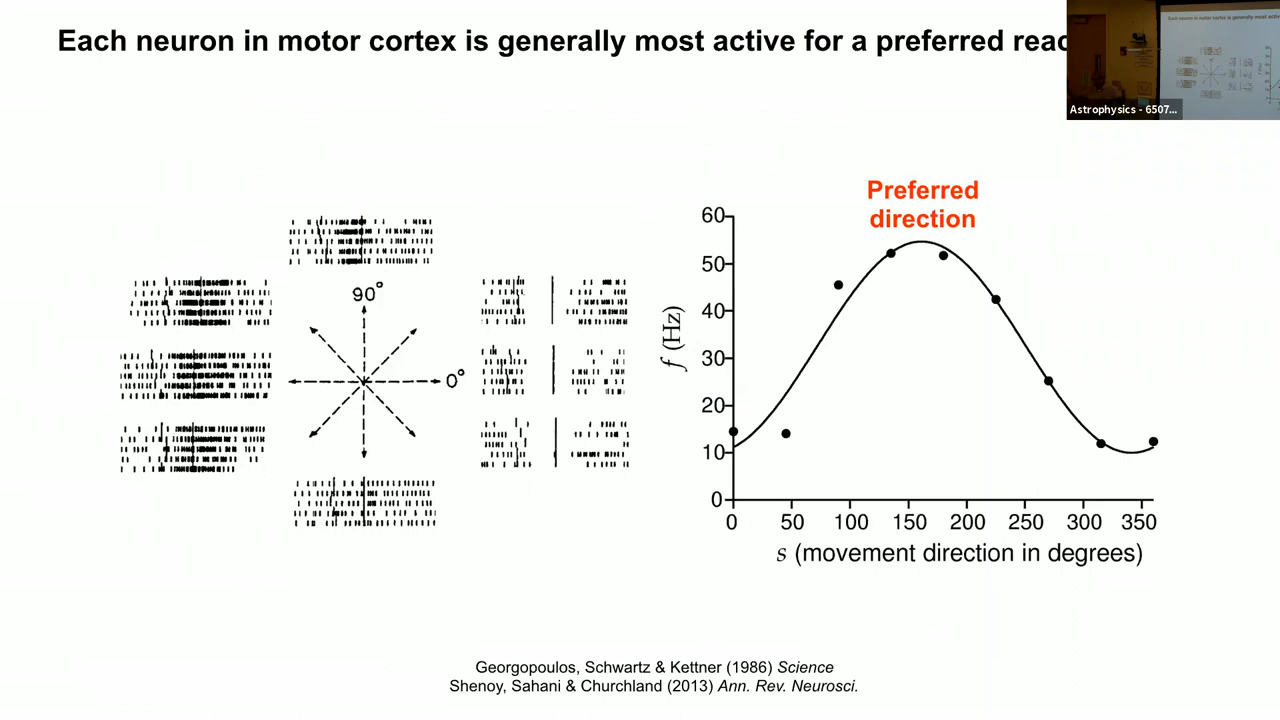 Each neuron in motor cortex is generally most active for a preferred reac
Astrophysics - 6507...
90°
0°
Preferred
direction
60
50
40
30
20
10
0
f (Hz)
0 50 100 150 200 250 300 350
s (movement direction in degrees)
Georgopoulos, Schwartz & Kettner (1986) Science
Shenoy, Sahani & Churchland (2013) Ann. Rev. Neurosci.